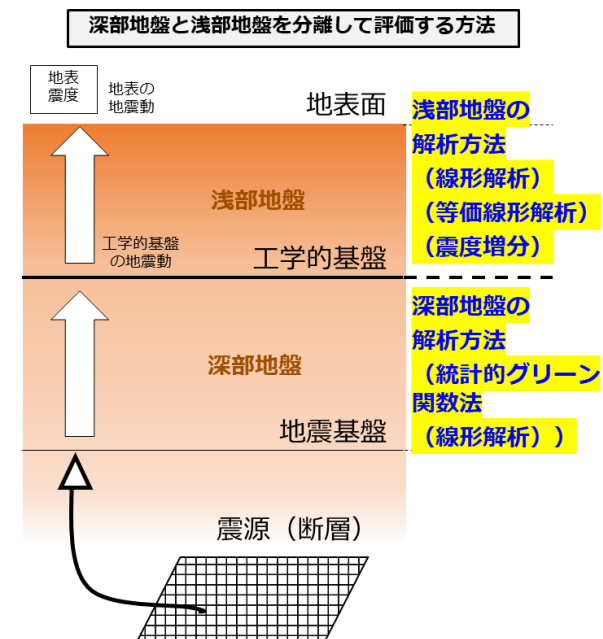 深部地盤と浅部地盤を分離して評価する方法
地表
震度
地表の
地震動
地表面
浅部地盤の
解析方法
（線形解析）
（等価線形解析）
（震度増分）
浅部地盤
工学的基盤
の地震動
工学的基盤
深部地盤の
解析方法
（統計的グリーン
関数法
（線形解析））
深部地盤
地震基盤
震源（断層）